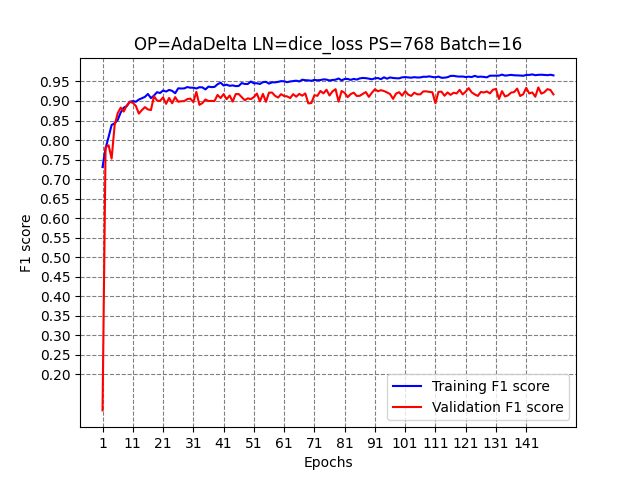 OP=AdaDelta LN=dice_loss PS=768 Batch=16
F1 score
0.95
0.90
0.85
0.80
0.75
0.70
0.65
0.60
0.55
0.50
0.45
0.40
0.35
0.30
0.25
0.20
Training F1 score
Validation F1 score
1 11 21 31 41 51 61 71 81 91 101 111 121 131 141
Epochs